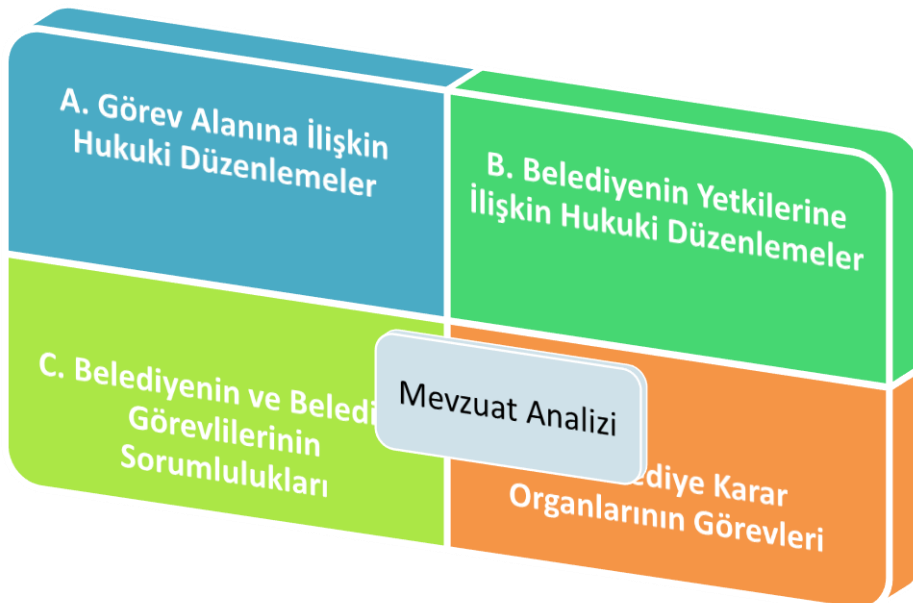 A. Görev Alanına İlişkin
Hukuki Düzenlemeler
B. Belediyenin Yetkilerine
İlişkin Hukuki Düzenlemeler
C. Belediyenin ve Beledi
Görevlilerinin
Sorumlulukları
Mevzuat Analizi
ediye Karar
Organlarının Görevleri